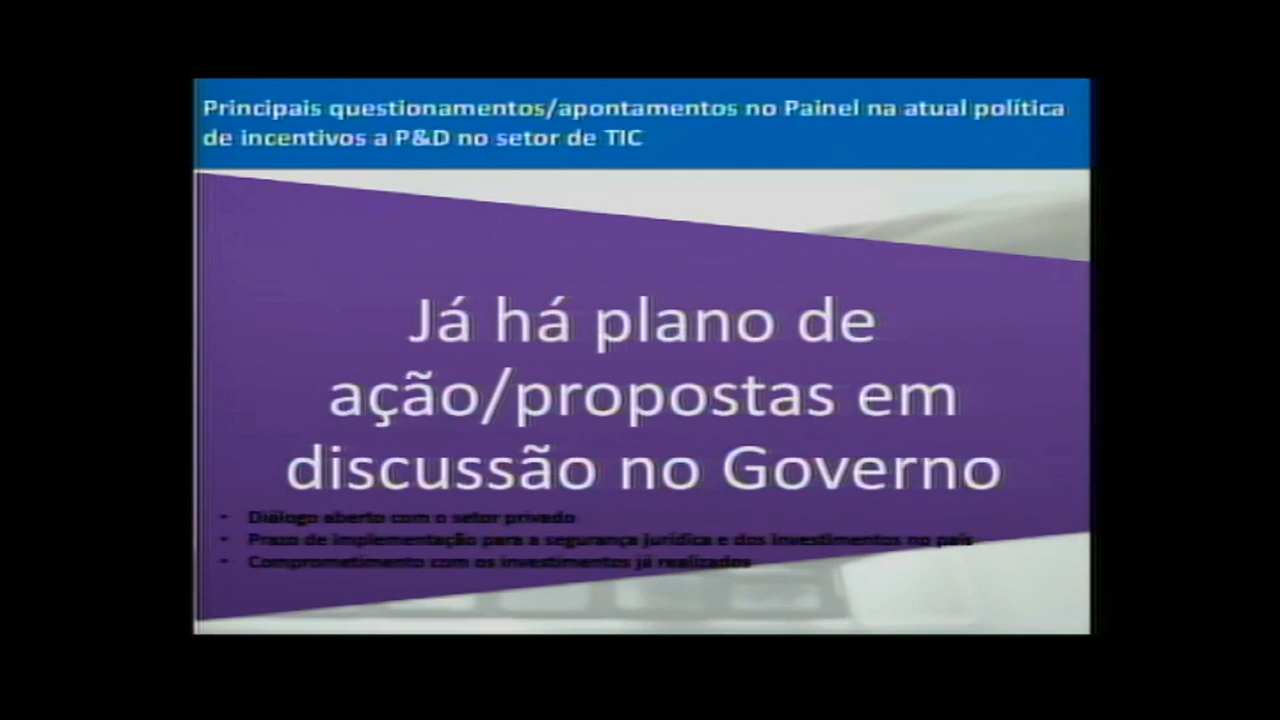 Principais questionamentos/apontamentos no Painel na atual política
de incentivos a P&D no setor de TIC
Já há plano de
ação/propostas em
discussão no Governo
• Diálogo aberto com o setor privado
• Prazo de implementação para a segurança jurídica e dos investimentos no país
• Comprometimento com os investimentos já realizados